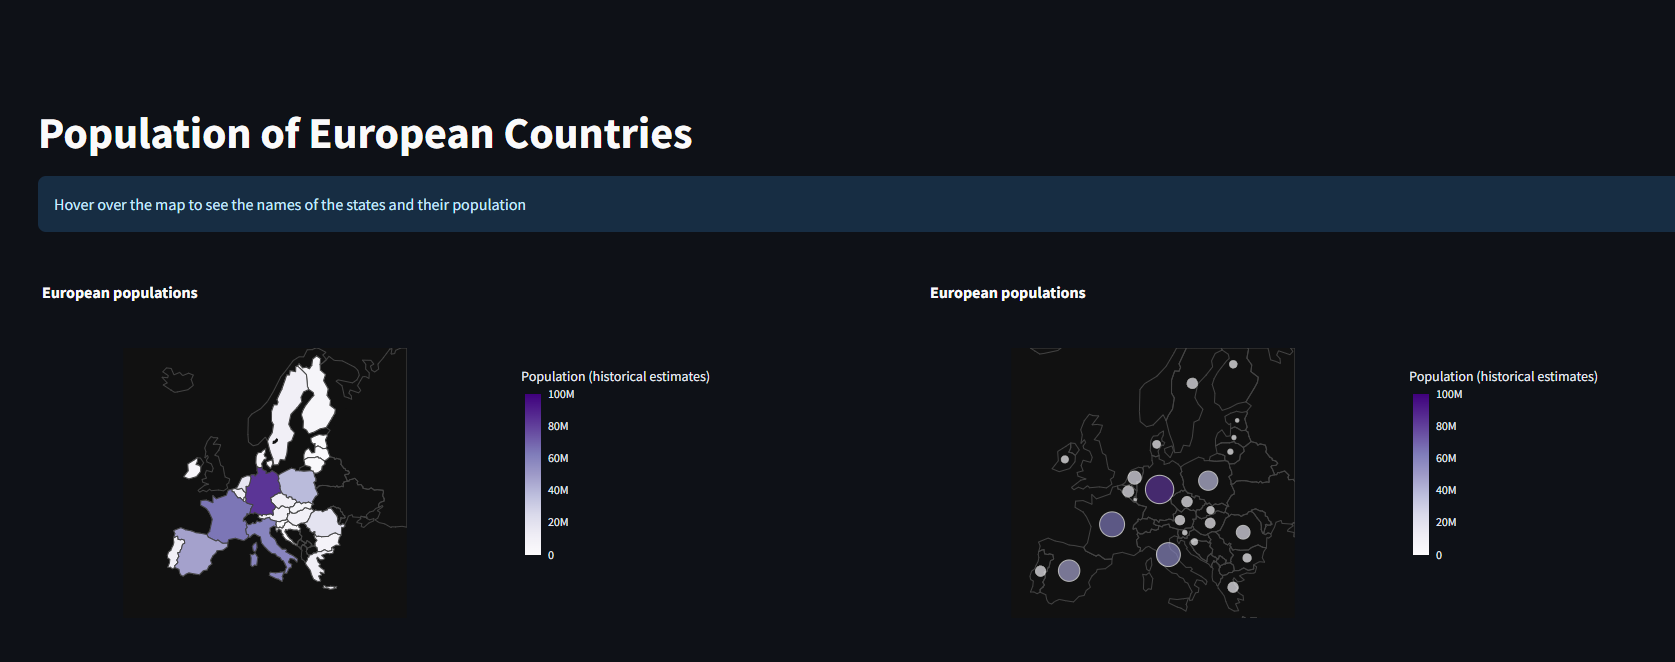 Population of European Countries
Hover over the map to see the names of the states and their population
European populations
Population (historical estimates)
100M
80M
60M
40M
20M
0
European populations
Population (historical estimates)
100M
80M
60M
40M
20M
0